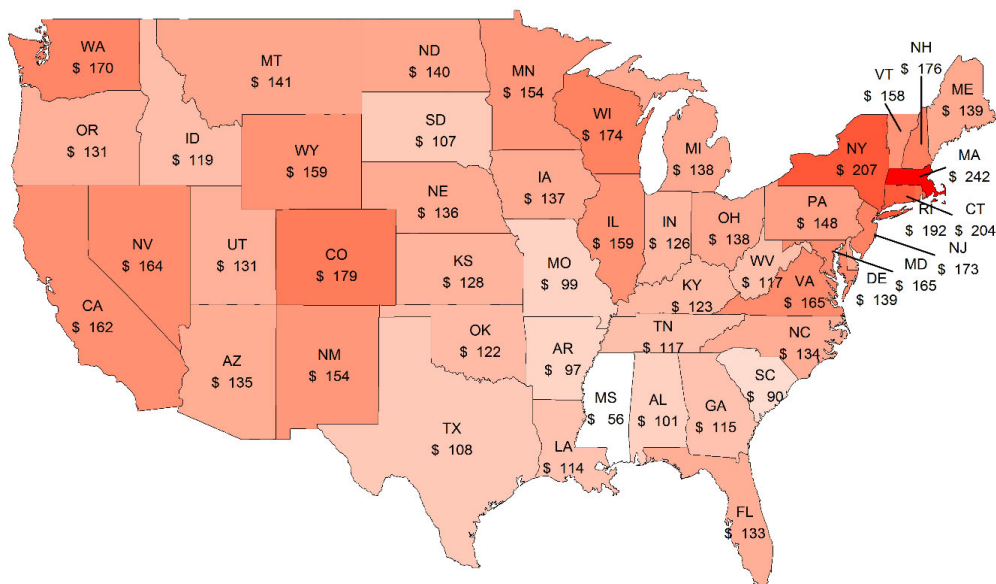 WA
$ 170
MT
$ 141
ND
$ 140
MN
$ 154
NH
$ 176
VT
$ 158
ME
$ 139
OR
$ 131
ID
$ 119
SD
$ 107
WI
$ 174
WY
$ 159
MI
$ 138
NY
$ 207
MA
$ 242
IA
$ 137
NE
$ 136
PA
$ 148
RI
$ 192
CT
$ 204
NV
$ 164
UT
$ 131
CO
$ 179
IL
$ 159
IN
$ 126
OH
$ 138
NJ
$ 173
MD
$ 165
DE
$ 139
CA
$ 162
KS
$ 128
MO
$ 99
WV
$ 117
KY
$ 123
VA
$ 165
AZ
$ 135
NM
$ 154
OK
$ 122
AR
$ 97
TN
$ 117
NC
$ 134
SC
$ 90
MS
$ 56
AL
$ 101
GA
$ 115
TX
$ 108
LA
$ 114
FL
$ 133